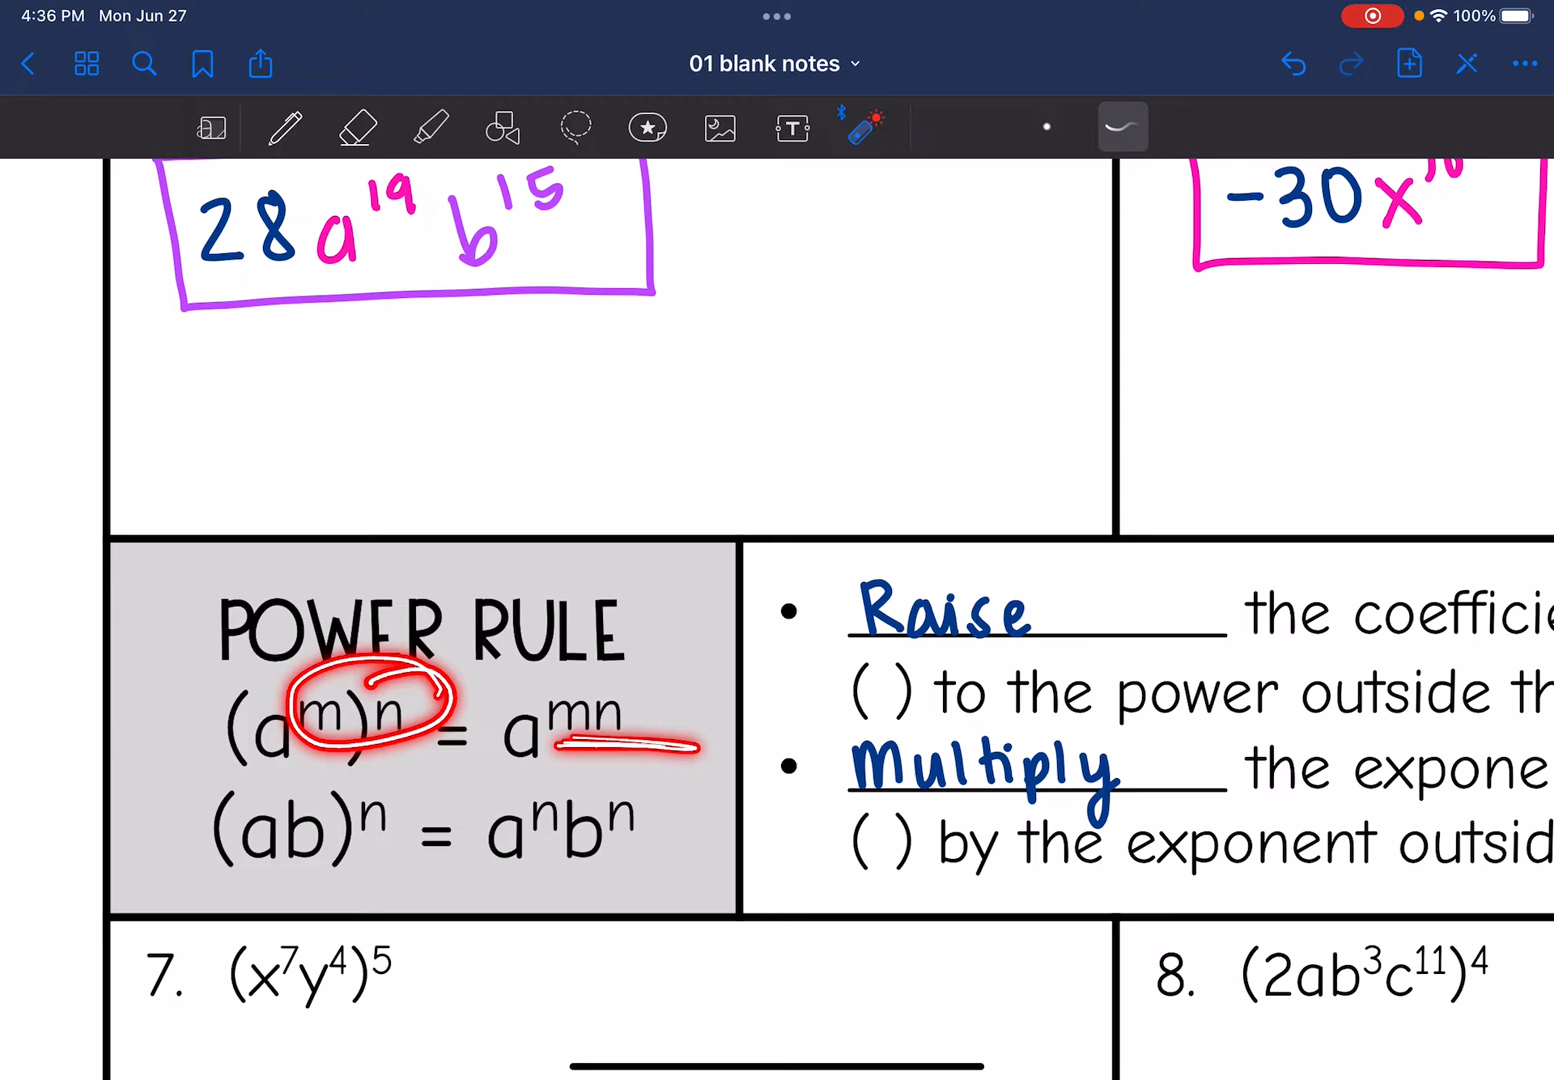 4:36 PM Mon Jun 27
100%
01 blank notes
28a¹⁹b¹⁵
-30x
POWER RULE
(aᵐ)ⁿ = aᵐⁿ
(ab)ⁿ = aⁿbⁿ
• Raise the coefficie
( ) to the power outside th
• Multiply the expone
( ) by the exponent outsid
7. (x⁷y⁴)⁵
8. (2ab³c¹¹)⁴